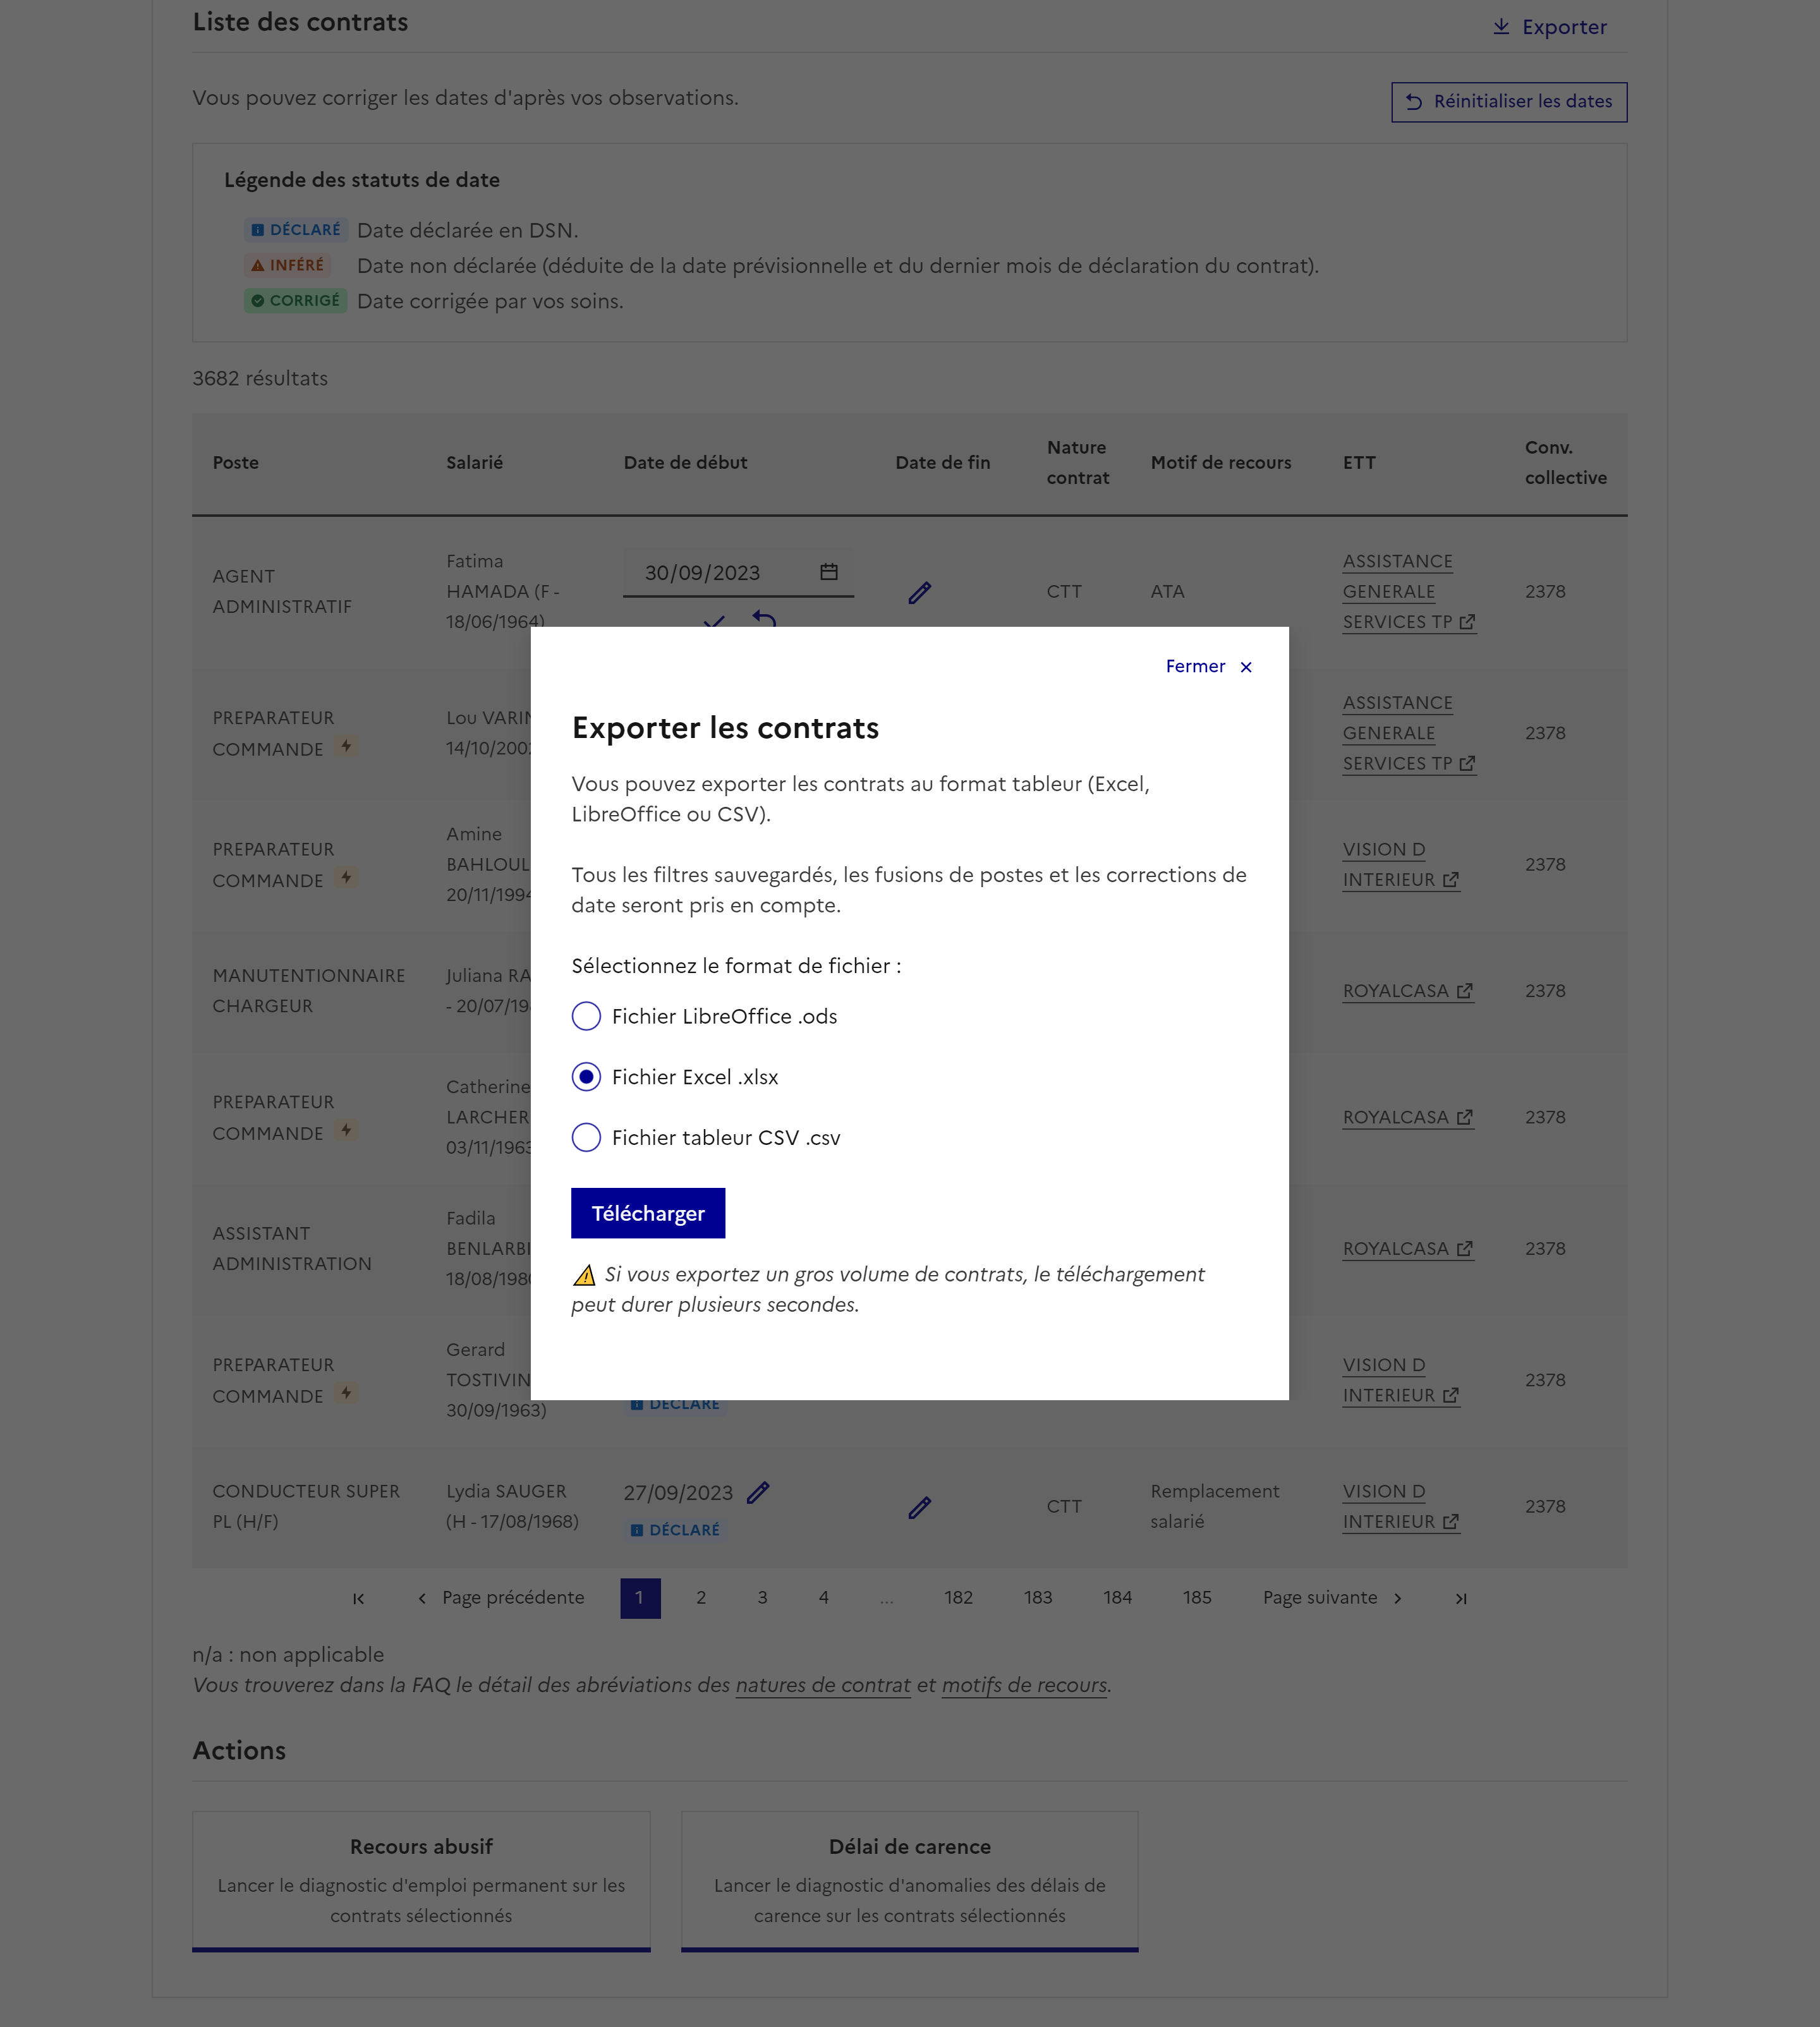 Liste des contrats
Exporter
Vous pouvez corriger les dates d'après vos observations.
Réinitialiser les dates
Légende des statuts de date
DÉCLARÉ Date déclarée en DSN.
INFÉRÉ Date non déclarée (déduite de la date prévisionnelle et du dernier mois de déclaration du contrat).
CORRIGÉ Date corrigée par vos soins.
3682 résultats
Poste
Salarié
Date de début
Date de fin
Nature
contrat
Motif de recours
ETT
Conv.
collective
AGENT
ADMINISTRATIF
Fatima
HAMADA (F -
18/06/1964)
30/09/2023
CTT
ATA
ASSISTANCE
GENERALE
SERVICES TP
2378
PREPARATEUR
COMMANDE
Lou
14/10/200
ASSISTANCE
GENERALE
SERVICES TP
2378
PREPARATEUR
COMMANDE
Amine
BAHLOUL
20/11/1994
VISION D
INTERIEUR
2378
MANUTENTIONNAIRE
CHARGEUR
Juliana RA
- 20/07/19
ROYALCASA
2378
PREPARATEUR
COMMANDE
Catherine
LARCHER
03/11/1963
ROYALCASA
2378
ASSISTANT
ADMINISTRATION
Fadila
BENLARBI
18/08/198
ROYALCASA
2378
PREPARATEUR
COMMANDE
Gerard
TOSTIVIN
30/09/1963)
DÉCLARÉ
VISION D
INTERIEUR
2378
CONDUCTEUR SUPER
PL (H/F)
Lydia SAUGER
(H - 17/08/1968)
27/09/2023
DÉCLARÉ
CTT
Remplacement
salarié
VISION D
INTERIEUR
2378
Fermer
Exporter les contrats
Vous pouvez exporter les contrats au format tableur (Excel,
LibreOffice ou CSV).
Tous les filtres sauvegardés, les fusions de postes et les corrections de
date seront pris en compte.
Sélectionnez le format de fichier :
Fichier LibreOffice .ods
Fichier Excel .xlsx
Fichier tableur CSV .csv
Télécharger
Si vous exportez un gros volume de contrats, le téléchargement
peut durer plusieurs secondes.
Page précédente 1 2 3 4 ... 182 183 184 185 Page suivante
n/a : non applicable
Vous trouverez dans la FAQ le détail des abréviations des natures de contrat et motifs de recours.
Actions
Recours abusif
Lancer le diagnostic d'emploi permanent sur les
contrats sélectionnés
Délai de carence
Lancer le diagnostic d'anomalies des délais de
carence sur les contrats sélectionnés